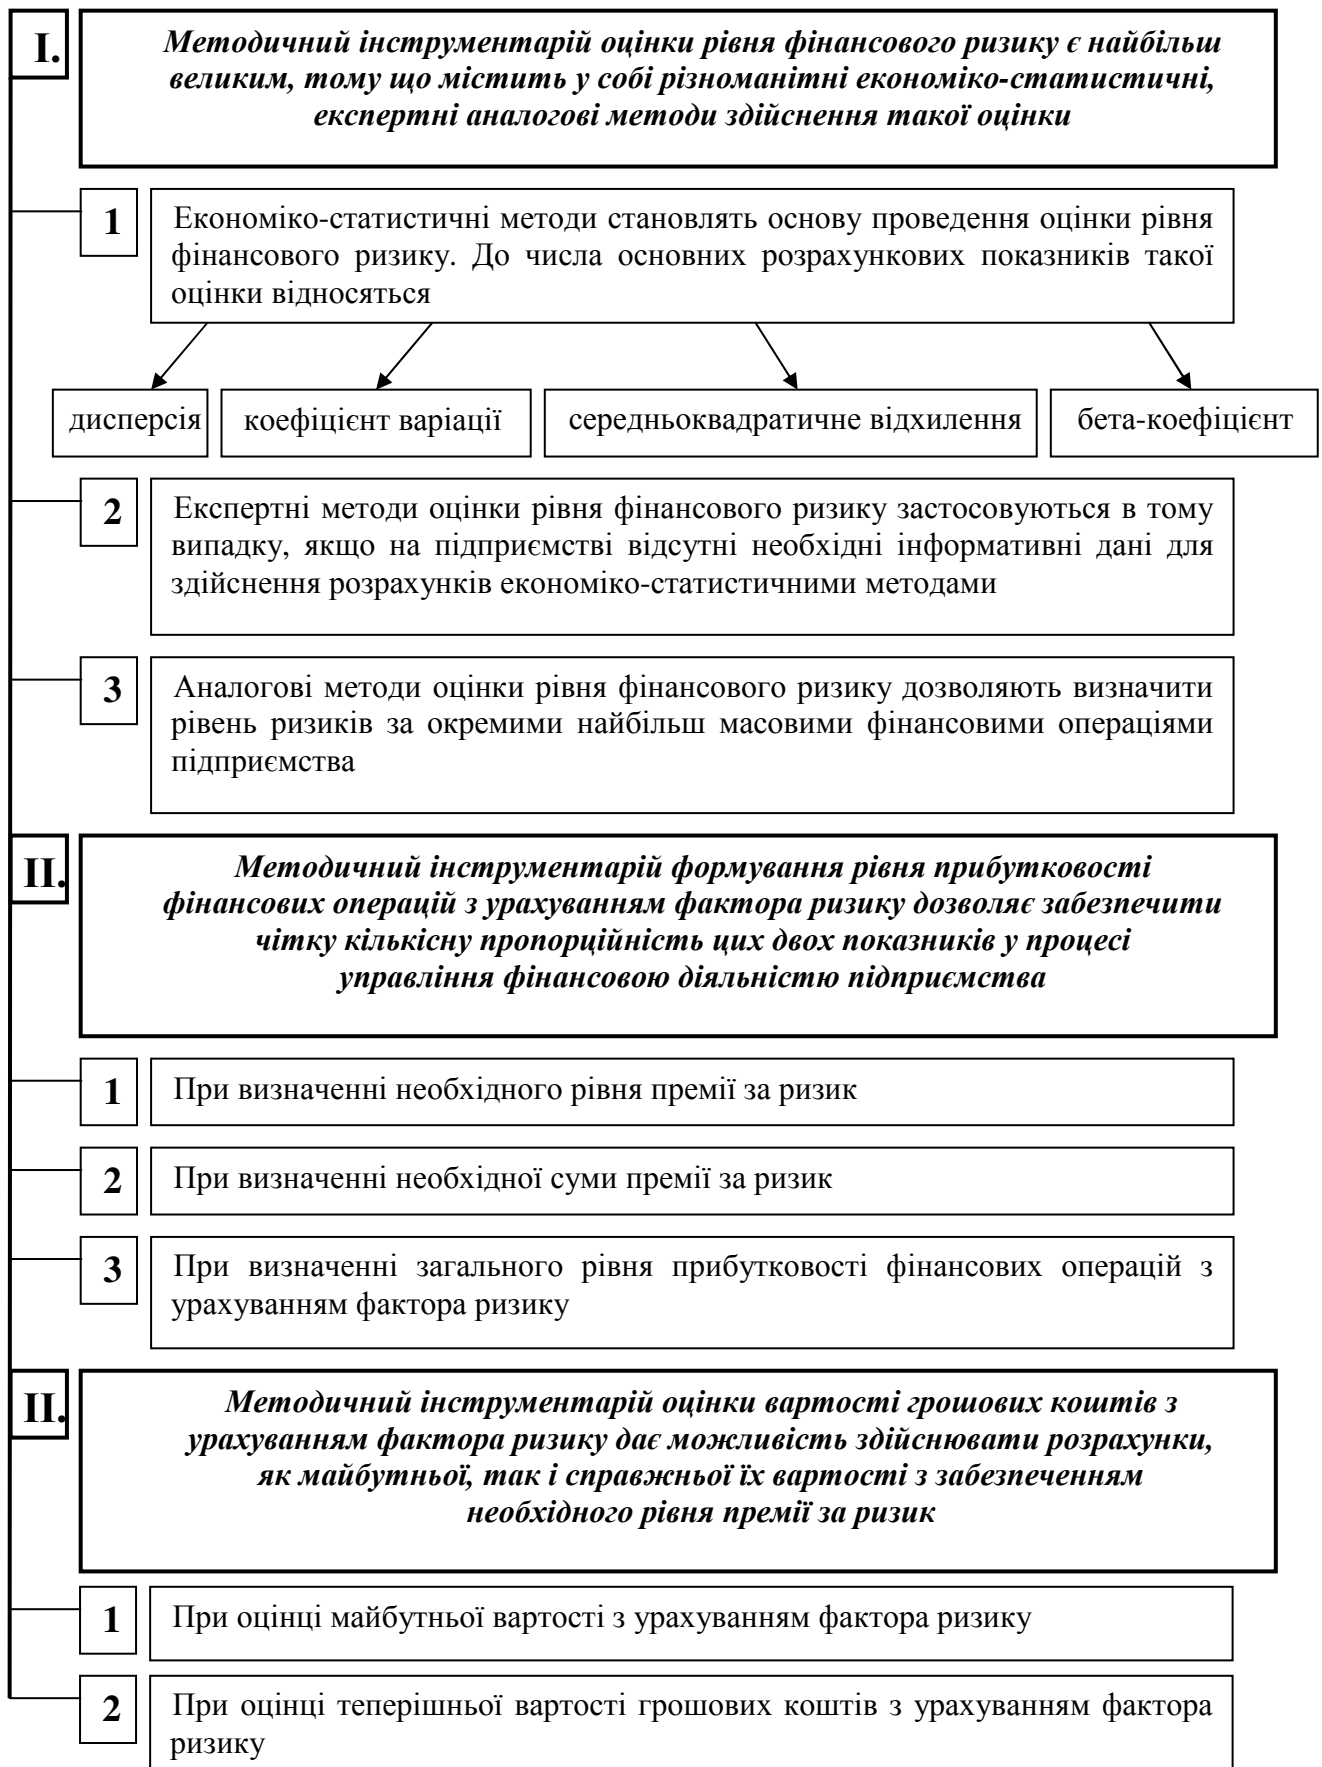 I.
Методичний інструментарій оцінки рівня фінансового ризику є найбільш
великим, тому що містить у собі різноманітні економіко-статистичні,
експертні аналогові методи здійснення такої оцінки
1
Економіко-статистичні методи становлять основу проведення оцінки рівня
фінансового ризику. До числа основних розрахункових показників такої
оцінки відносяться
дисперсія
коефіцієнт варіації
середньоквадратичне відхилення
бета-коефіцієнт
2
Експертні методи оцінки рівня фінансового ризику застосовуються в тому
випадку, якщо на підприємстві відсутні необхідні інформативні дані для
здійснення розрахунків економіко-статистичними методами
3
Аналогові методи оцінки рівня фінансового ризику дозволяють визначити
рівень ризиків за окремими найбільш масовими фінансовими операціями
підприємства
II.
Методичний інструментарій формування рівня прибутковості
фінансових операцій з урахуванням фактора ризику дозволяє забезпечити
чітку кількісну пропорційність цих двох показників у процесі
управління фінансовою діяльністю підприємства
1
При визначенні необхідного рівня премії за ризик
2
При визначенні необхідної суми премії за ризик
3
При визначенні загального рівня прибутковості фінансових операцій з
урахуванням фактора ризику
II.
Методичний інструментарій оцінки вартості грошових коштів з
урахуванням фактора ризику дає можливість здійснювати розрахунки,
як майбутньої, так і справжньої їх вартості з забезпеченням
необхідного рівня премії за ризик
1
При оцінці майбутньої вартості з урахуванням фактора ризику
2
При оцінці теперішньої вартості грошових коштів з урахуванням фактора
ризику